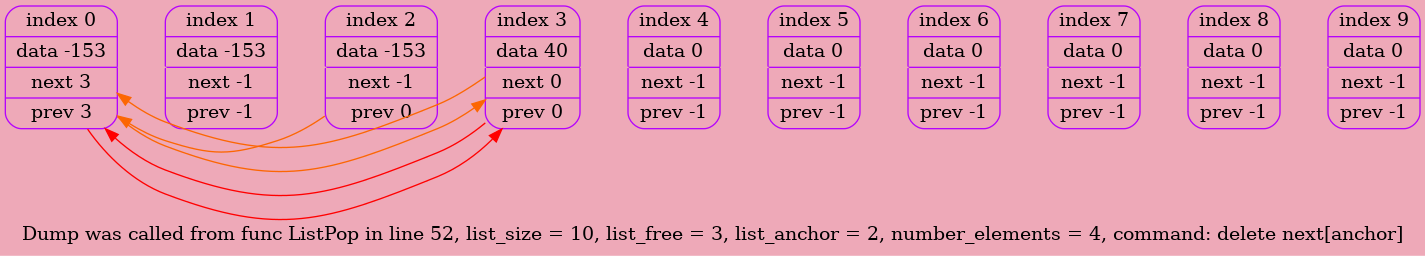 index 0
data -153
next 3
prev 3
index 1
data -153
next -1
prev -1
index 2
data -153
next -1
prev 0
index 3
data 40
next 0
prev 0
index 4
data 0
next -1
prev -1
index 5
data 0
next -1
prev -1
index 6
data 0
next -1
prev -1
index 7
data 0
next -1
prev -1
index 8
data 0
next -1
prev -1
index 9
data 0
next -1
prev -1
Dump was called from func ListPop in line 52, list_size = 10, list_free = 3, list_anchor = 2, number_elements = 4, command: delete next[anchor]